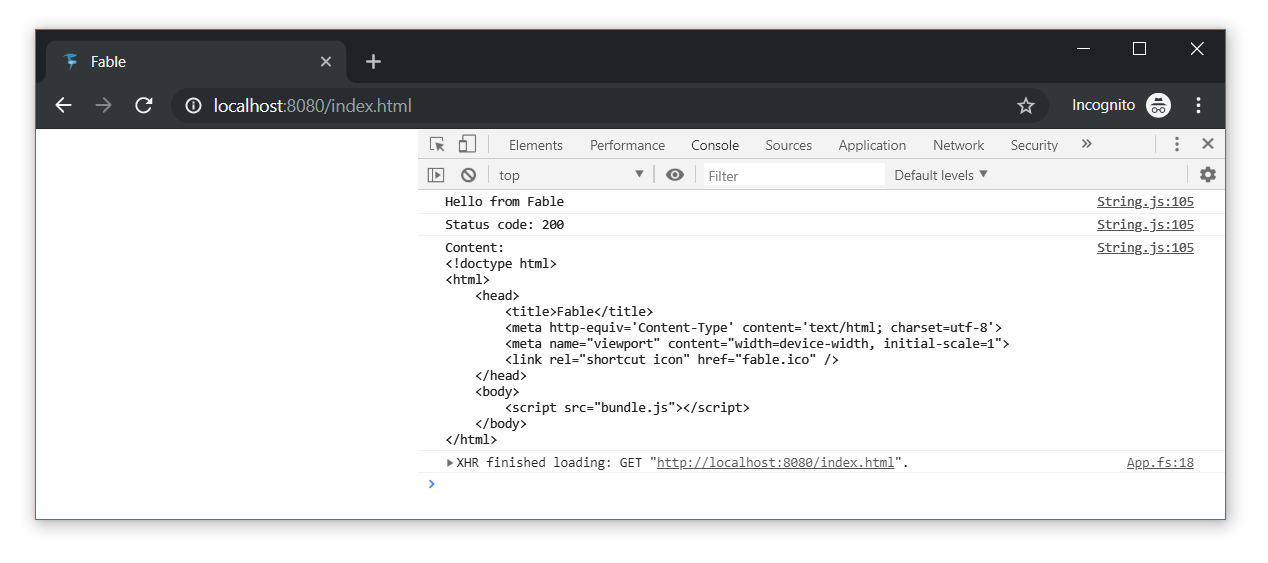 Fable
localhost:8080/index.html
Incognito
Elements Performance Console Sources Application Network Security
top Filter Default levels
Hello from Fable String.js:105
Status code: 200 String.js:105
Content: String.js:105
<!doctype html>
<html>
    <head>
        <title>Fable</title>
        <meta http-equiv='Content-Type' content='text/html; charset=utf-8'>
        <meta name="viewport" content="width=device-width, initial-scale=1">
        <link rel="shortcut icon" href="fable.ico" />
    </head>
    <body>
        <script src="bundle.js"></script>
    </body>
</html>
XHR finished loading: GET "http://localhost:8080/index.html". App.fs:18